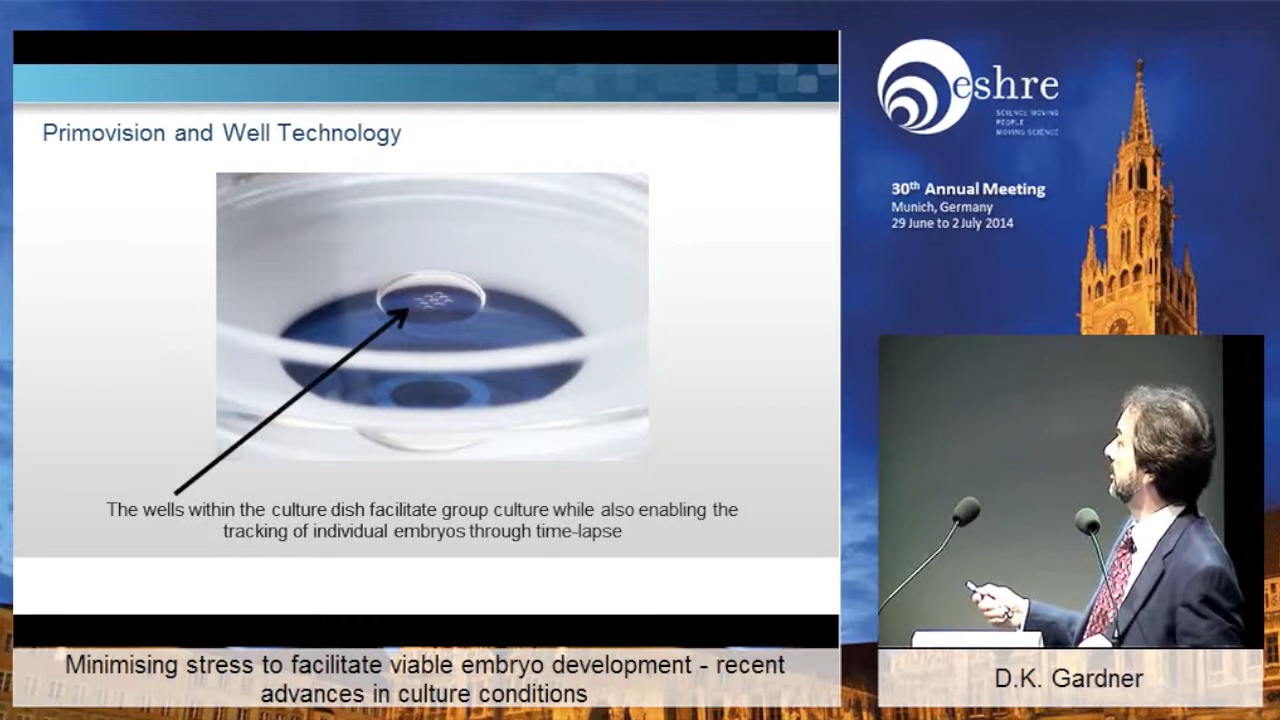 Primovision and Well Technology
The wells within the culture dish facilitate group culture while also enabling the
tracking of individual embryos through time-lapse
Minimising stress to facilitate viable embryo development - recent
advances in culture conditions
eshre
SCIENCE MOVING
PEOPLE
MOVING SCIENCE
30th Annual Meeting
Munich, Germany
29 June to 2 July 2014
D.K. Gardner